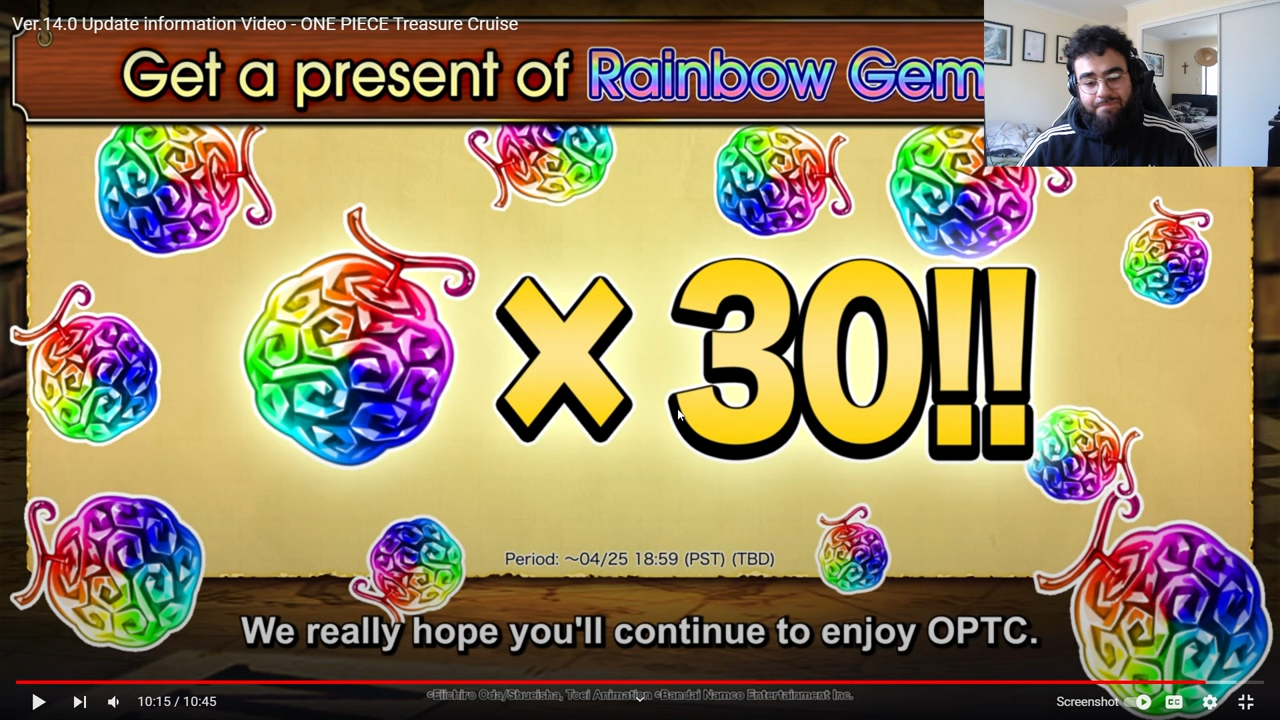 Ver.14.0 Update information Video - ONE PIECE Treasure Cruise
Get a present of Rainbow Gem
× 30!!
Period: ～04/25 18:59 (PST) (TBD)
We really hope you'll continue to enjoy OPTC.
©Eiichiro Oda/Shueisha, Toei Animation ©Bandai Namco Entertainment Inc.
10:15 / 10:45
Screenshot
CC